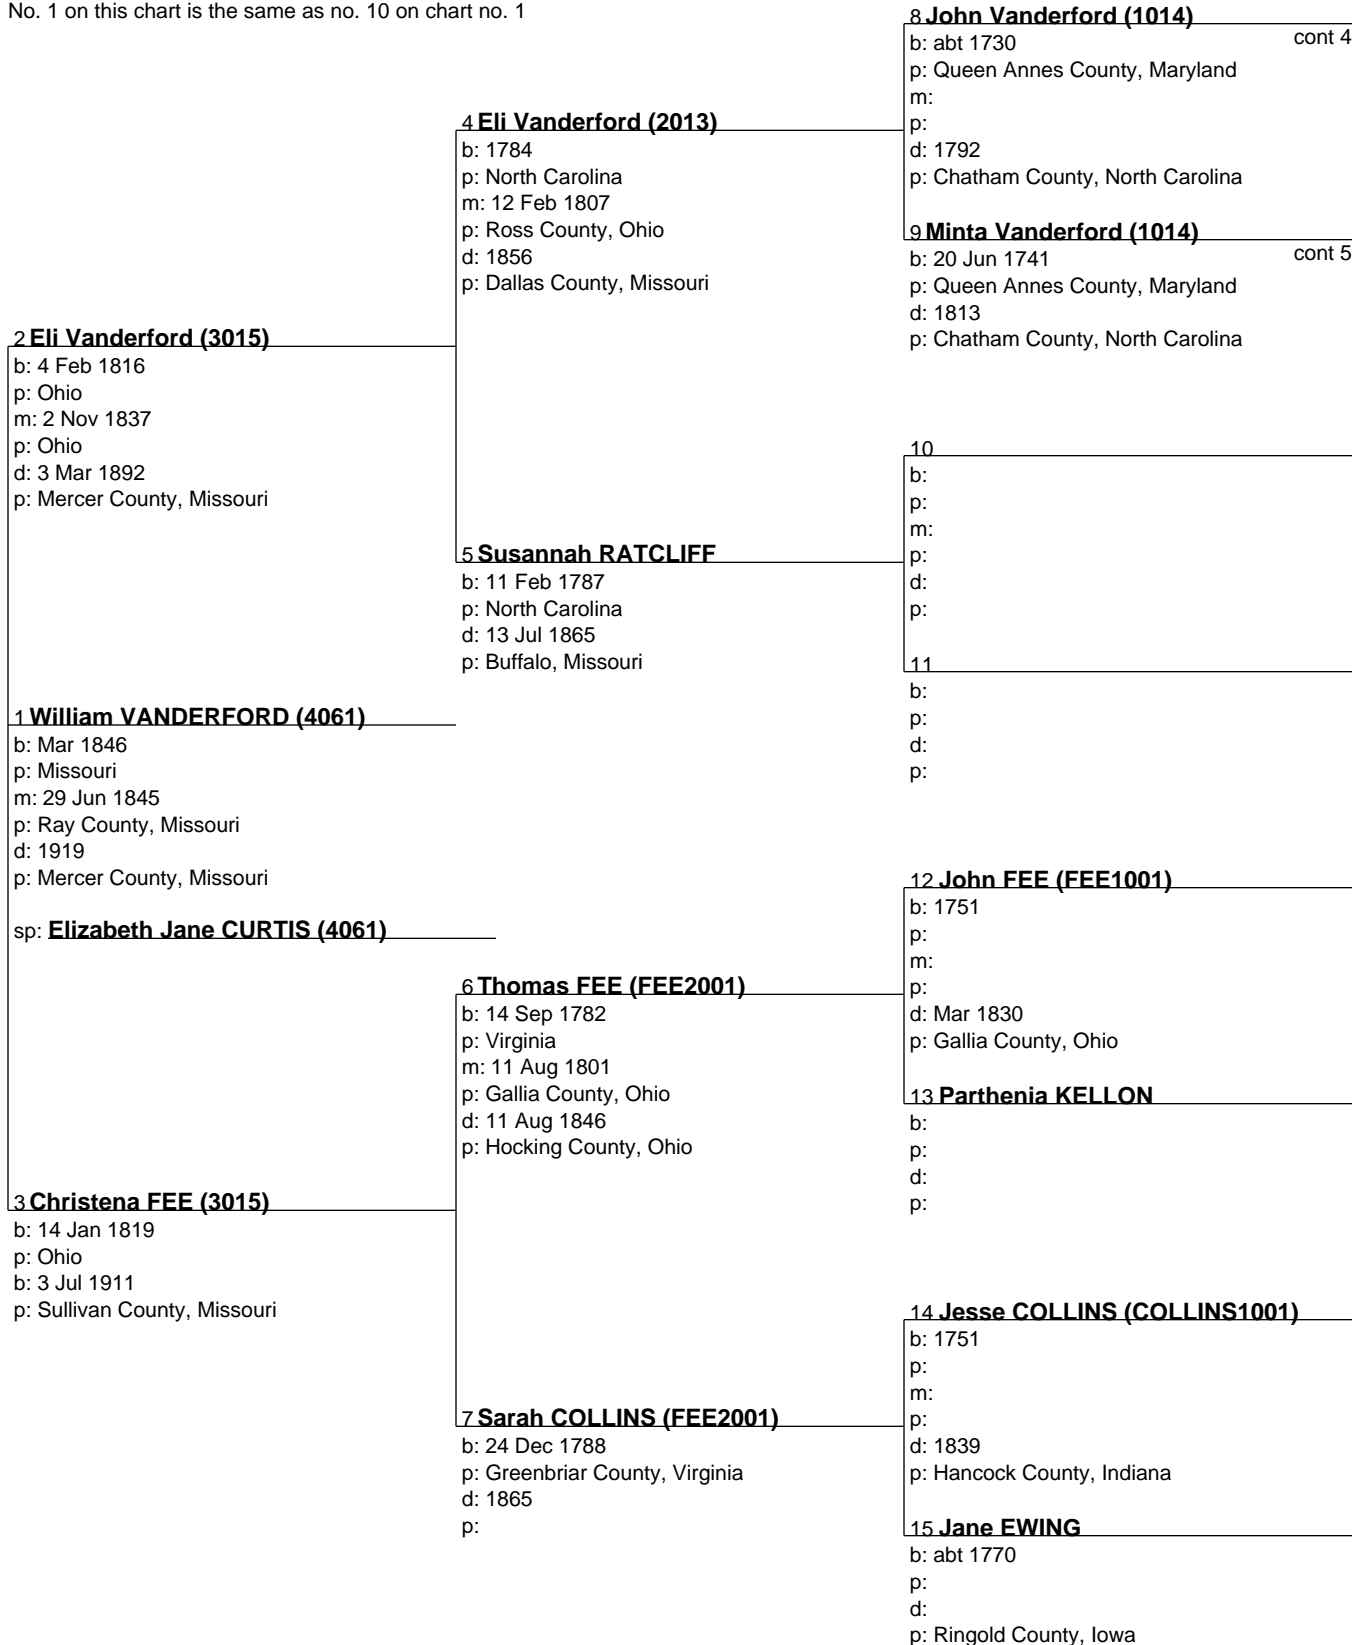 No. 1 on this chart is the same as no. 10 on chart no. 1
8 John Vanderford (1014)
cont 4
b: abt 1730
p: Queen Annes County, Maryland
m:
p:
d: 1792
p: Chatham County, North Carolina
4 Eli Vanderford (2013)
b: 1784
p: North Carolina
m: 12 Feb 1807
p: Ross County, Ohio
d: 1856
p: Dallas County, Missouri
9 Minta Vanderford (1014)
cont 5
b: 20 Jun 1741
p: Queen Annes County, Maryland
d: 1813
p: Chatham County, North Carolina
2 Eli Vanderford (3015)
b: 4 Feb 1816
p: Ohio
m: 2 Nov 1837
p: Ohio
d: 3 Mar 1892
p: Mercer County, Missouri
10
b:
p:
m:
p:
d:
p:
5 Susannah RATCLIFF
b: 11 Feb 1787
p: North Carolina
d: 13 Jul 1865
p: Buffalo, Missouri
11
b:
p:
d:
p:
1 William VANDERFORD (4061)
b: Mar 1846
p: Missouri
m: 29 Jun 1845
p: Ray County, Missouri
d: 1919
p: Mercer County, Missouri
sp: Elizabeth Jane CURTIS (4061)
12 John FEE (FEE1001)
b: 1751
p:
m:
p:
d: Mar 1830
p: Gallia County, Ohio
6 Thomas FEE (FEE2001)
b: 14 Sep 1782
p: Virginia
m: 11 Aug 1801
p: Gallia County, Ohio
d: 11 Aug 1846
p: Hocking County, Ohio
13 Parthenia KELLON
b:
p:
d:
p:
3 Christena FEE (3015)
b: 14 Jan 1819
p: Ohio
b: 3 Jul 1911
p: Sullivan County, Missouri
14 Jesse COLLINS (COLLINS1001)
b: 1751
p:
m:
p:
d: 1839
p: Hancock County, Indiana
7 Sarah COLLINS (FEE2001)
b: 24 Dec 1788
p: Greenbriar County, Virginia
d: 1865
p:
15 Jane EWING
b: abt 1770
p:
d:
p: Ringold County, Iowa